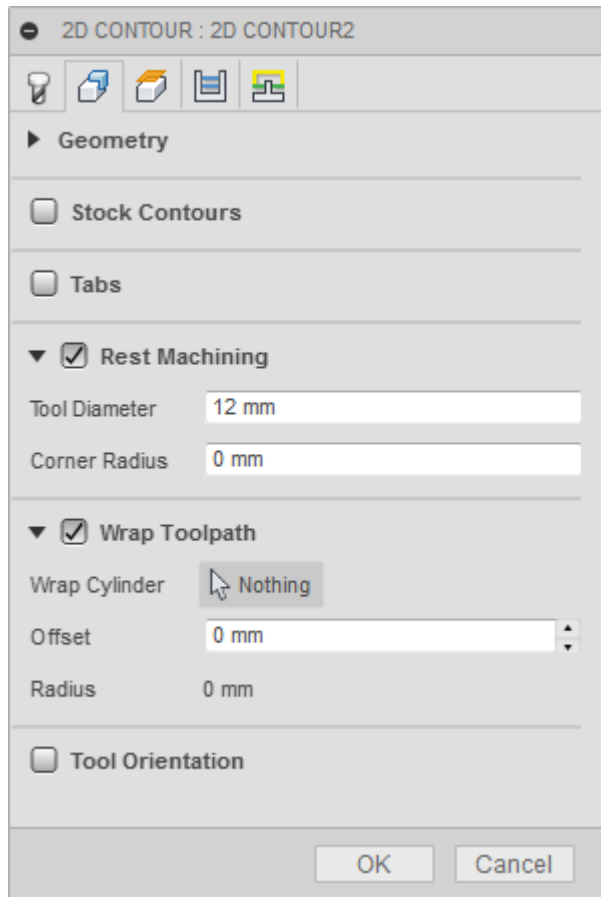 2D CONTOUR : 2D CONTOUR2
Geometry
Stock Contours
Tabs
Rest Machining
Tool Diameter 12 mm
Corner Radius 0 mm
Wrap Toolpath
Wrap Cylinder Nothing
Offset 0 mm
Radius 0 mm
Tool Orientation
OK Cancel